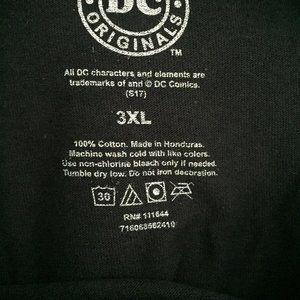 DC
ORIGINALS
TM
All DC characters and elements are
trademarks of and © DC Comics.
(S17)
3XL
100% Cotton. Made in Honduras.
Machine wash cold with like colors.
Use non-chlorine bleach only if needed.
Tumble dry low. Do not iron decoration.
30
RN# 111644